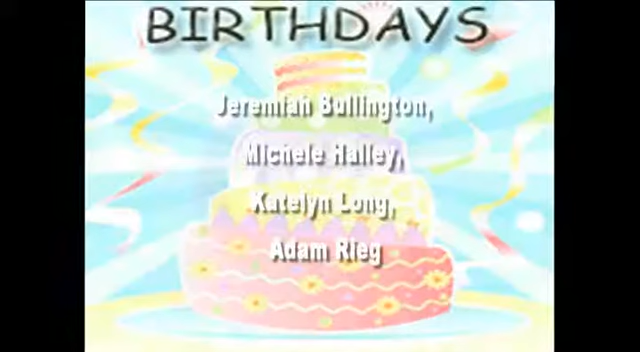 BIRTHDAYS
Jeremiah Bullington,
Michele Halley,
Katelyn Long,
Adam Rieg